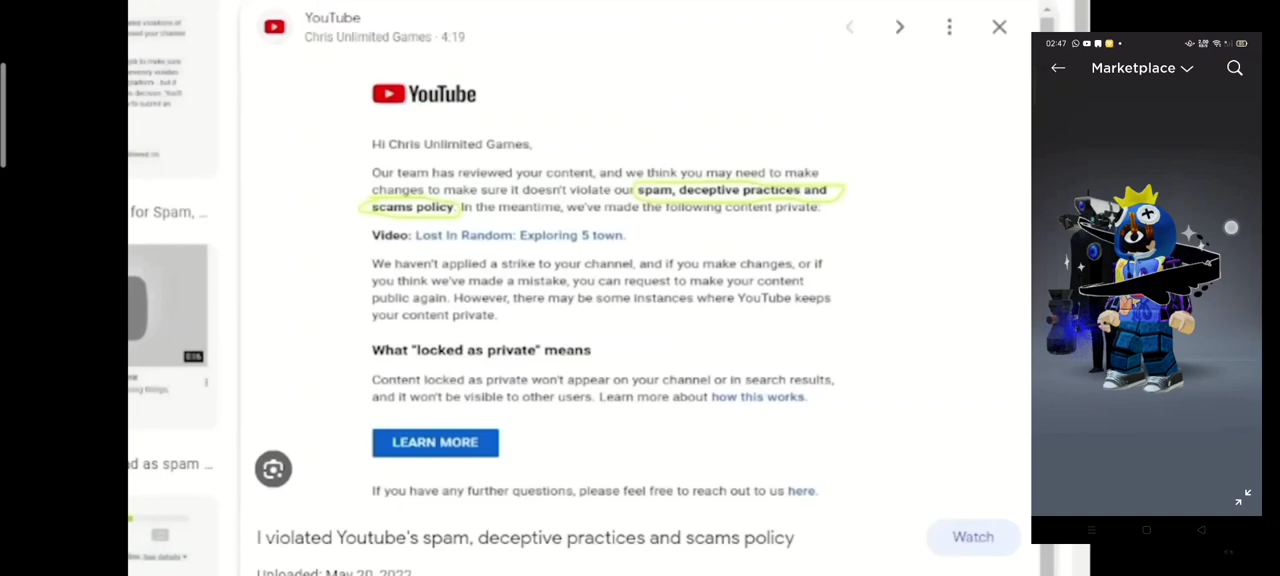 YouTube
Chris Unlimited Games · 4:19
YouTube
Hi Chris Unlimited Games,
Our team has reviewed your content, and we think you may need to make
changes to make sure it doesn't violate our spam, deceptive practices and
scams policy. In the meantime, we've made the following content private:
Video: Lost In Random: Exploring 5 town.
We haven't applied a strike to your channel, and if you make changes, or if
you think we've made a mistake, you can request to make your content
public again. However, there may be some instances where YouTube keeps
your content private.
What "locked as private" means
Content locked as private won't appear on your channel or in search results,
and it won't be visible to other users. Learn more about how this works.
LEARN MORE
If you have any further questions, please feel free to reach out to us here.
I violated Youtube's spam, deceptive practices and scams policy
Watch
Uploaded: May 20, 2022
for Spam, ...
0:16
d as spam ...
See details
02:47
Marketplace